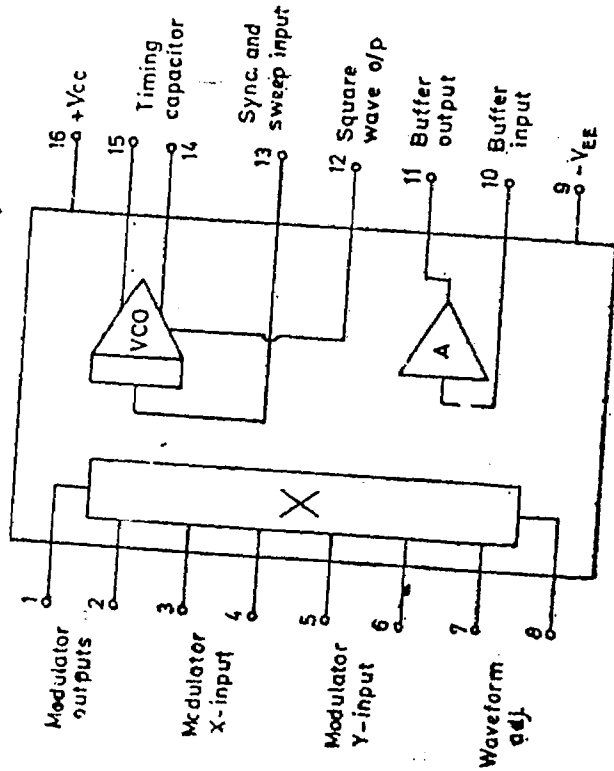 1
Modulator
outputs
2
3
Mcdulator
X-input
4
5
Modulator
Y-input
6
7
Waveform
adj.
8
X
VCO
A
16 +Vcc
15
Timing
capacitor
14
Sync. and
sweep input
13
12 Square
wave o/p
11 Buffer
output
10 Buffer
input
9 -VEE